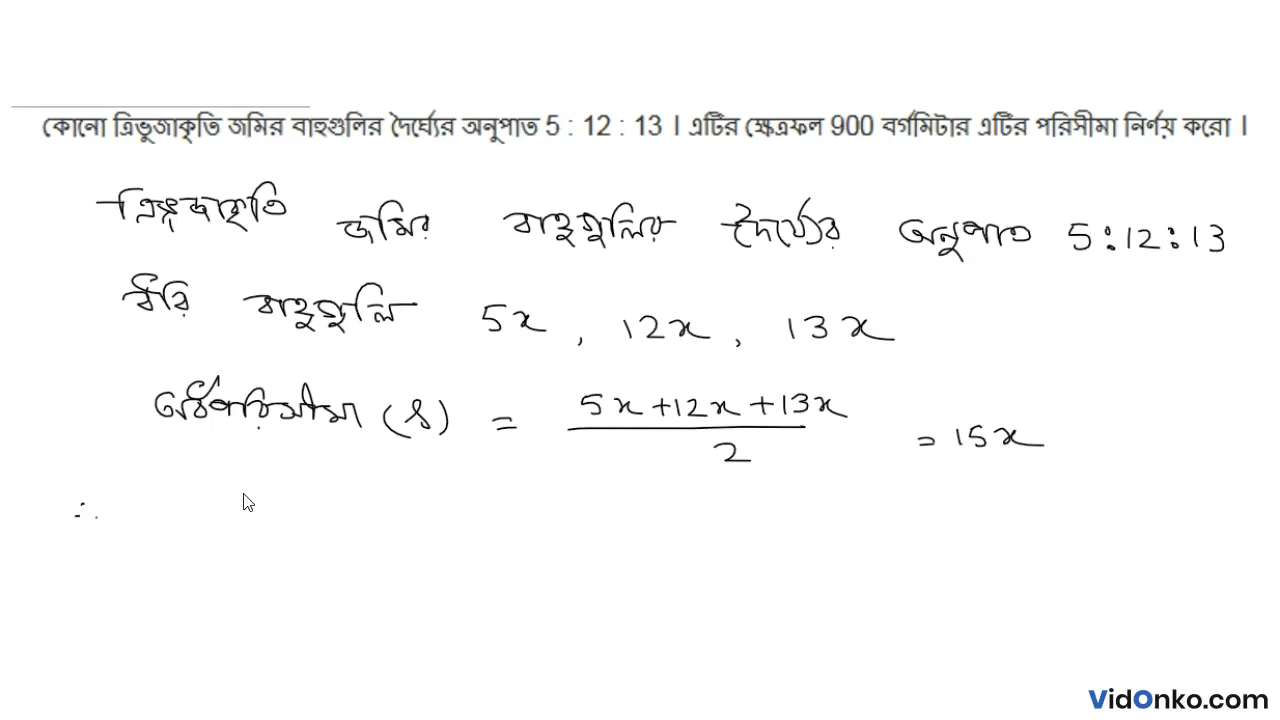 কোনো ত্রিভুজাকৃতি জমির বাহুগুলির দৈর্ঘ্যের অনুপাত 5 : 12 : 13 । এটির ক্ষেত্রফল 900 বর্গমিটার এটির পরিসীমা নির্ণয় করো ।
ত্রিভুজাকৃতি জমির বাহুগুলির দৈর্ঘ্যের অনুপাত 5:12:13
ধরি বাহুগুলি 5x , 12x , 13x
অর্ধপরিসীমা (s) = (5x+12x+13x)/2 = 15x
∴
VidOnko.com